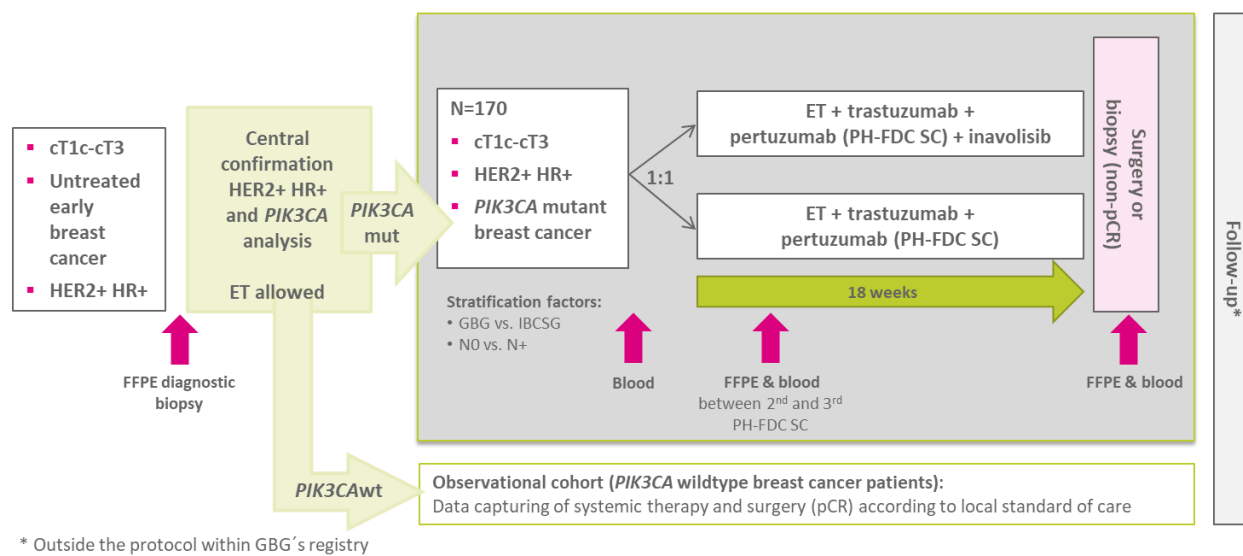 cT1c-cT3
Untreated
early
breast
cancer
HER2+ HR+
FFPE diagnostic
biopsy
Central
confirmation
HER2+ HR+
and PIK3CA
analysis
ET allowed
PIK3CA
mut
N=170
cT1c-cT3
HER2+ HR+
PIK3CA mutant
breast cancer
Stratification factors:
• GBG vs. IBCSG
• N0 vs. N+
1:1
ET + trastuzumab +
pertuzumab (PH-FDC SC) + inavolisib
ET + trastuzumab +
pertuzumab (PH-FDC SC)
18 weeks
Blood
FFPE & blood
between 2nd and 3rd
PH-FDC SC
Surgery or
biopsy (non-pCR)
FFPE & blood
Follow-up*
PIK3CAwt
Observational cohort (PIK3CA wildtype breast cancer patients):
Data capturing of systemic therapy and surgery (pCR) according to local standard of care
* Outside the protocol within GBG´s registry